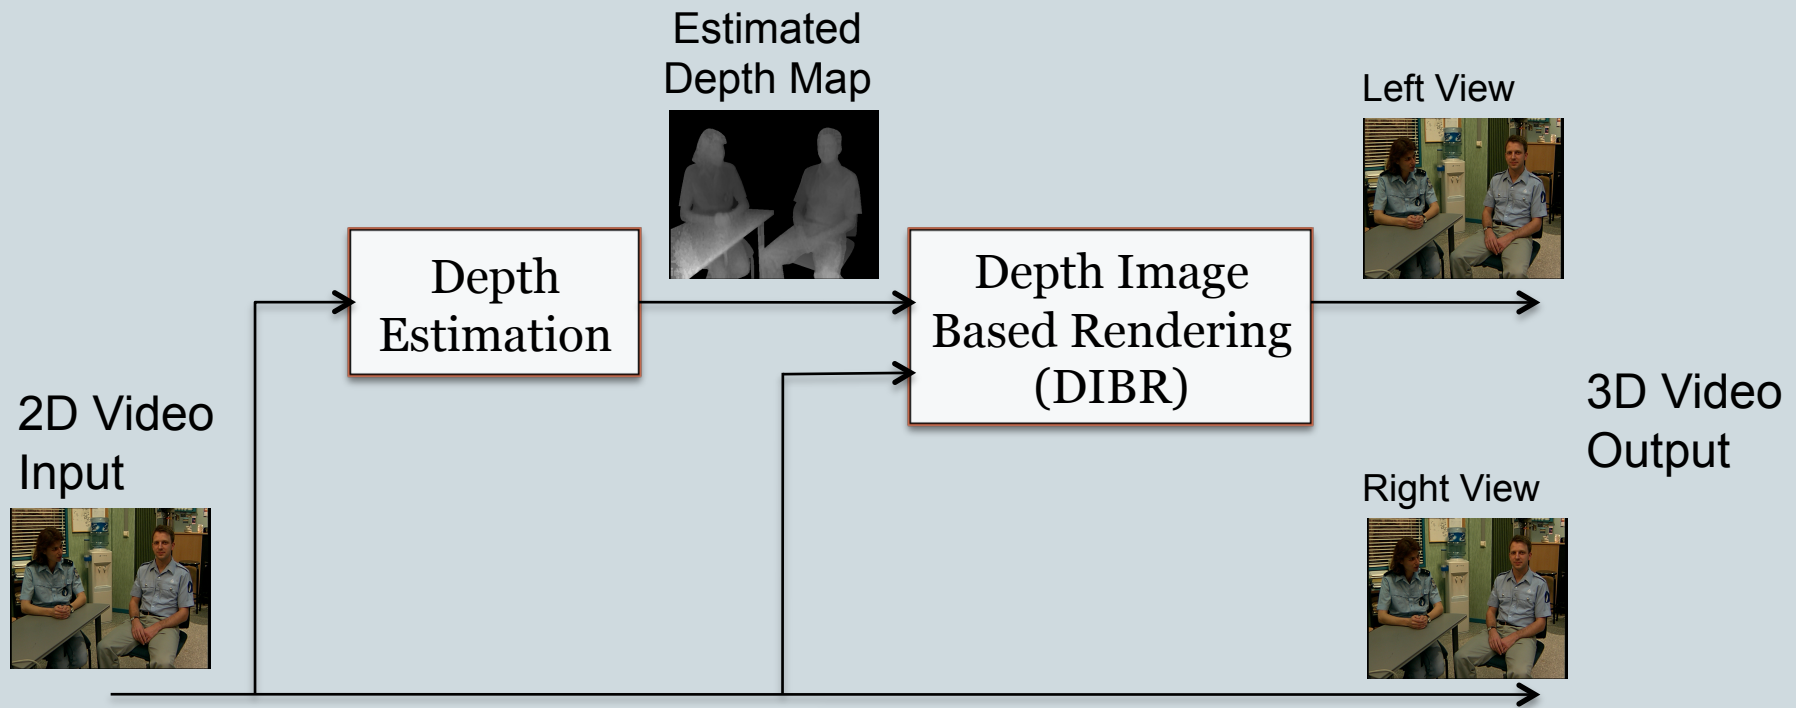 Estimated
Depth Map
Left View
Depth
Estimation
Depth Image
Based Rendering
(DIBR)
2D Video
Input
3D Video
Output
Right View